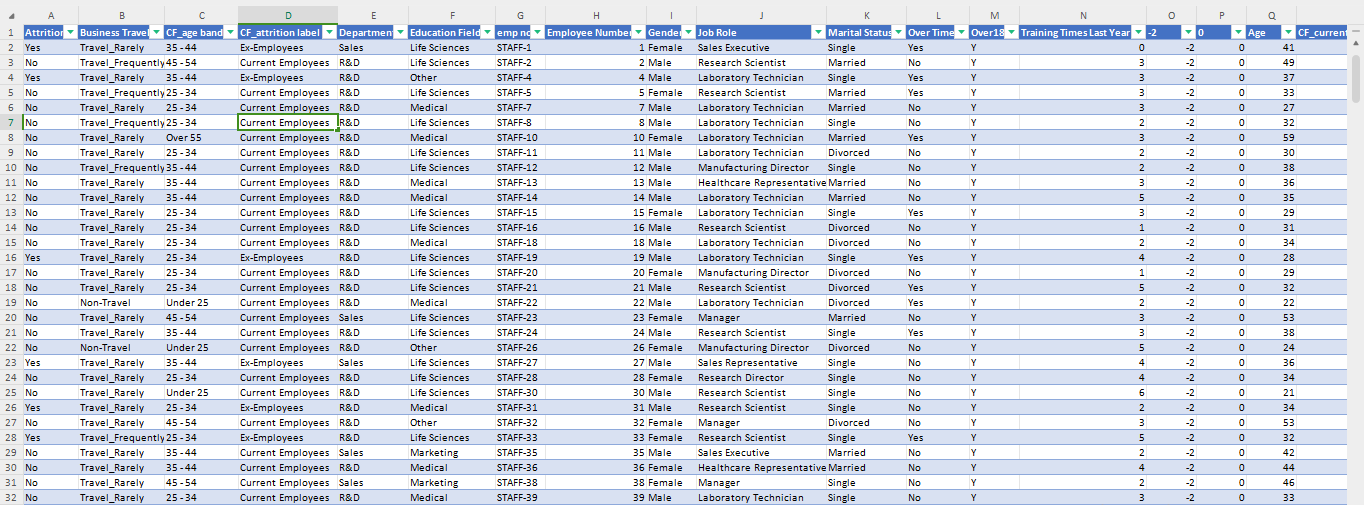 A B C D E F G H I J K L M N O P Q
1 Attrition Business Travel CF_age band CF_attrition label Department Education Field emp no Employee Number Gender Job Role Marital Status Over Time Over18 Training Times Last Year -2 0 Age CF_current
2 Yes Travel_Rarely 35 - 44 Ex-Employees Sales Life Sciences STAFF-1 1 Female Sales Executive Single Yes Y 0 -2 0 41
3 No Travel_Frequently 45 - 54 Current Employees R&D Life Sciences STAFF-2 2 Male Research Scientist Married No Y 3 -2 0 49
4 Yes Travel_Rarely 35 - 44 Ex-Employees R&D Other STAFF-4 4 Male Laboratory Technician Single Yes Y 3 -2 0 37
5 No Travel_Frequently 25 - 34 Current Employees R&D Life Sciences STAFF-5 5 Female Research Scientist Married Yes Y 3 -2 0 33
6 No Travel_Rarely 25 - 34 Current Employees R&D Medical STAFF-7 7 Male Laboratory Technician Married No Y 3 -2 0 27
7 No Travel_Frequently 25 - 34 Current Employees R&D Life Sciences STAFF-8 8 Male Laboratory Technician Single No Y 2 -2 0 32
8 No Travel_Rarely Over 55 Current Employees R&D Medical STAFF-10 10 Female Laboratory Technician Married Yes Y 3 -2 0 59
9 No Travel_Rarely 25 - 34 Current Employees R&D Life Sciences STAFF-11 11 Male Laboratory Technician Divorced No Y 2 -2 0 30
10 No Travel_Frequently 35 - 44 Current Employees R&D Life Sciences STAFF-12 12 Male Manufacturing Director Single No Y 2 -2 0 38
11 No Travel_Rarely 35 - 44 Current Employees R&D Medical STAFF-13 13 Male Healthcare Representative Married No Y 3 -2 0 36
12 No Travel_Rarely 35 - 44 Current Employees R&D Medical STAFF-14 14 Male Laboratory Technician Married No Y 5 -2 0 35
13 No Travel_Rarely 25 - 34 Current Employees R&D Life Sciences STAFF-15 15 Female Laboratory Technician Single Yes Y 3 -2 0 29
14 No Travel_Rarely 25 - 34 Current Employees R&D Life Sciences STAFF-16 16 Male Research Scientist Divorced No Y 1 -2 0 31
15 No Travel_Rarely 25 - 34 Current Employees R&D Medical STAFF-18 18 Male Laboratory Technician Divorced No Y 2 -2 0 34
16 Yes Travel_Rarely 25 - 34 Ex-Employees R&D Life Sciences STAFF-19 19 Male Laboratory Technician Single Yes Y 4 -2 0 28
17 No Travel_Rarely 25 - 34 Current Employees R&D Life Sciences STAFF-20 20 Female Manufacturing Director Divorced No Y 1 -2 0 29
18 No Travel_Rarely 25 - 34 Current Employees R&D Life Sciences STAFF-21 21 Male Research Scientist Divorced Yes Y 5 -2 0 32
19 No Non-Travel Under 25 Current Employees R&D Medical STAFF-22 22 Male Laboratory Technician Divorced Yes Y 2 -2 0 22
20 No Travel_Rarely 45 - 54 Current Employees Sales Life Sciences STAFF-23 23 Female Manager Married No Y 3 -2 0 53
21 No Travel_Rarely 35 - 44 Current Employees R&D Life Sciences STAFF-24 24 Male Research Scientist Single Yes Y 3 -2 0 38
22 No Non-Travel Under 25 Current Employees R&D Other STAFF-26 26 Female Manufacturing Director Divorced No Y 5 -2 0 24
23 Yes Travel_Rarely 35 - 44 Ex-Employees Sales Life Sciences STAFF-27 27 Male Sales Representative Single No Y 4 -2 0 36
24 No Travel_Rarely 25 - 34 Current Employees R&D Life Sciences STAFF-28 28 Female Research Director Single No Y 4 -2 0 34
25 No Travel_Rarely Under 25 Current Employees R&D Life Sciences STAFF-30 30 Male Research Scientist Single No Y 6 -2 0 21
26 Yes Travel_Rarely 25 - 34 Ex-Employees R&D Medical STAFF-31 31 Male Research Scientist Single No Y 2 -2 0 34
27 No Travel_Rarely 45 - 54 Current Employees R&D Other STAFF-32 32 Female Manager Divorced No Y 3 -2 0 53
28 Yes Travel_Frequently 25 - 34 Ex-Employees R&D Life Sciences STAFF-33 33 Female Research Scientist Single Yes Y 5 -2 0 32
29 No Travel_Rarely 35 - 44 Current Employees Sales Marketing STAFF-35 35 Male Sales Executive Married No Y 2 -2 0 42
30 No Travel_Rarely 35 - 44 Current Employees R&D Medical STAFF-36 36 Female Healthcare Representative Married No Y 4 -2 0 44
31 No Travel_Rarely 45 - 54 Current Employees Sales Marketing STAFF-38 38 Female Manager Single No Y 2 -2 0 46
32 No Travel_Rarely 25 - 34 Current Employees R&D Medical STAFF-39 39 Male Laboratory Technician Single No Y 3 -2 0 33